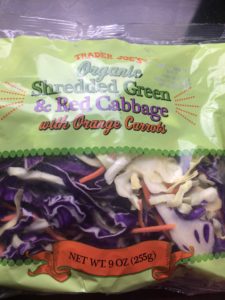 TRADER JOE'S
Organic
Shredded Green
& Red Cabbage
with Orange Carrots
NET WT. 9 OZ (255g)